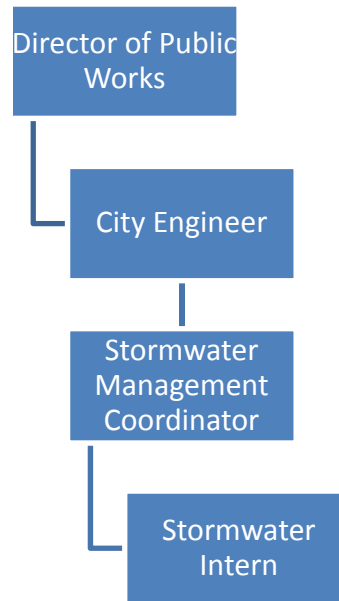 Director of Public
Works
City Engineer
Stormwater
Management
Coordinator
Stormwater
Intern